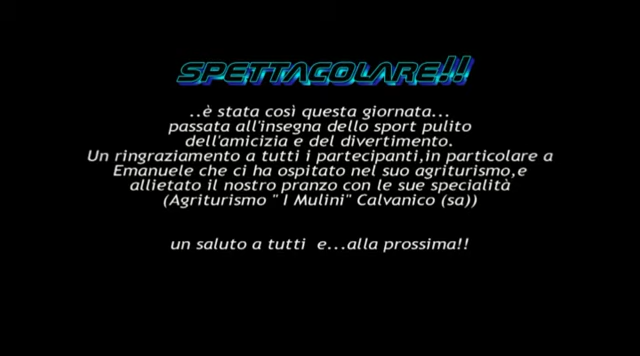 SPETTACOLARE!!
..è stata così questa giornata...
passata all'insegna dello sport pulito
dell'amicizia e del divertimento.
Un ringraziamento a tutti i partecipanti,in particolare a
Emanuele che ci ha ospitato nel suo agriturismo,e
allietato il nostro pranzo con le sue specialità
(Agriturismo " I Mulini" Calvanico (sa))
un saluto a tutti e...alla prossima!!